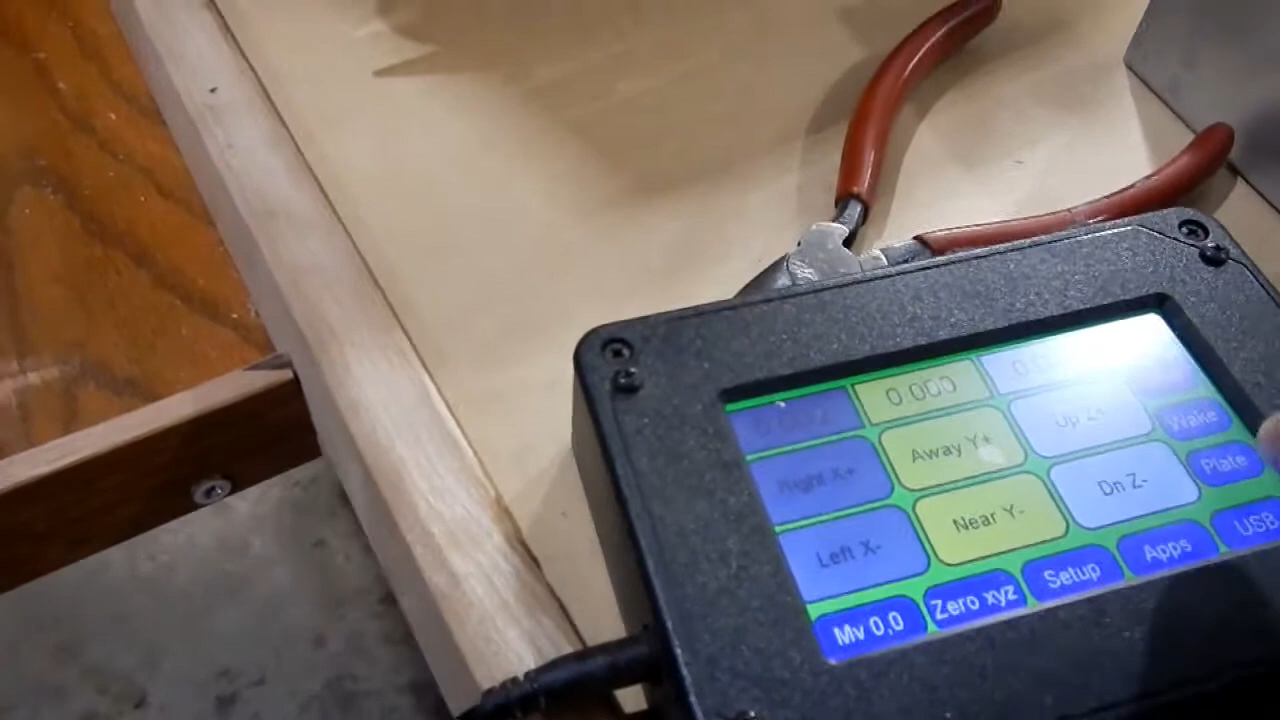 0.000
Right X+ Away Y+ Up Z+ Wake
Left X- Near Y- Dn Z- Plate
Mv 0,0 Zero xyz Setup Apps USB